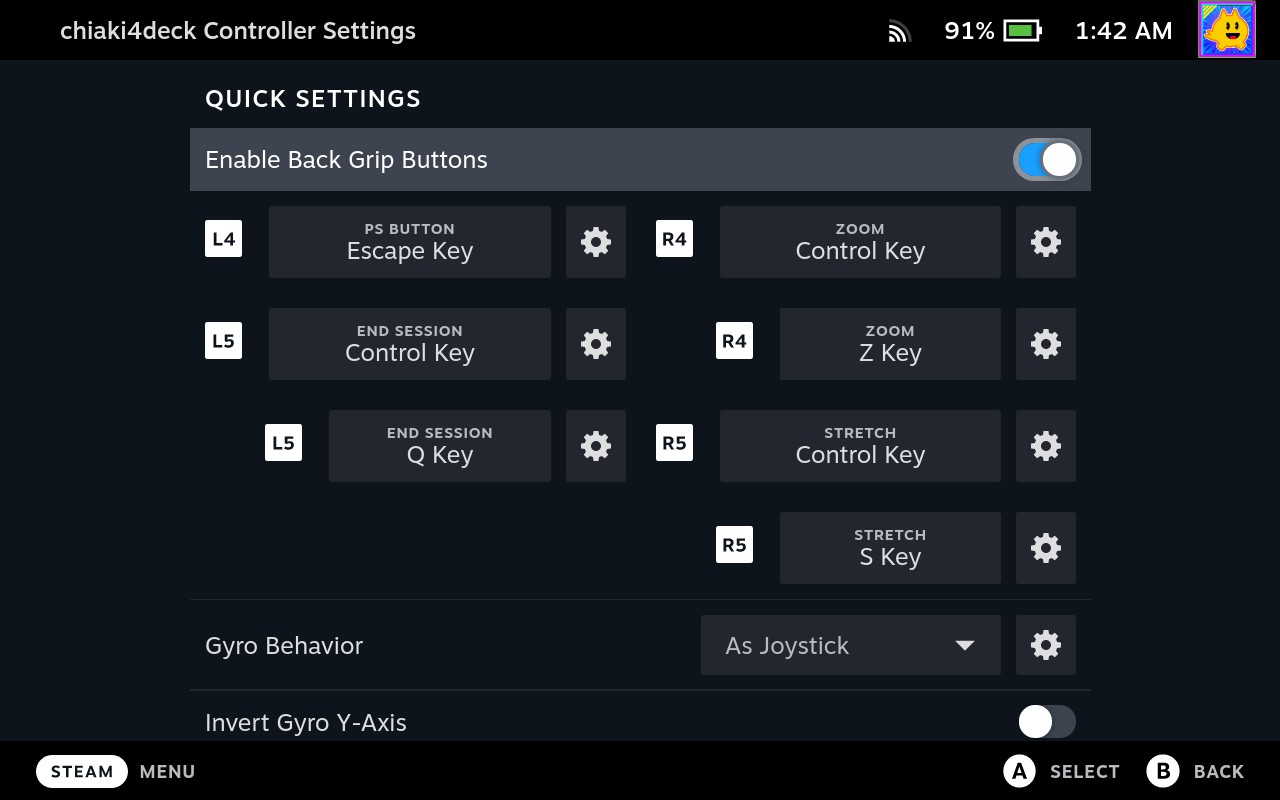 chiaki4deck Controller Settings
91%
1:42 AM
QUICK SETTINGS
Enable Back Grip Buttons
L4
PS BUTTON
Escape Key
R4
ZOOM
Control Key
L5
END SESSION
Control Key
R4
ZOOM
Z Key
L5
END SESSION
Q Key
R5
STRETCH
Control Key
R5
STRETCH
S Key
Gyro Behavior
As Joystick
Invert Gyro Y-Axis
STEAM MENU
A SELECT
B BACK